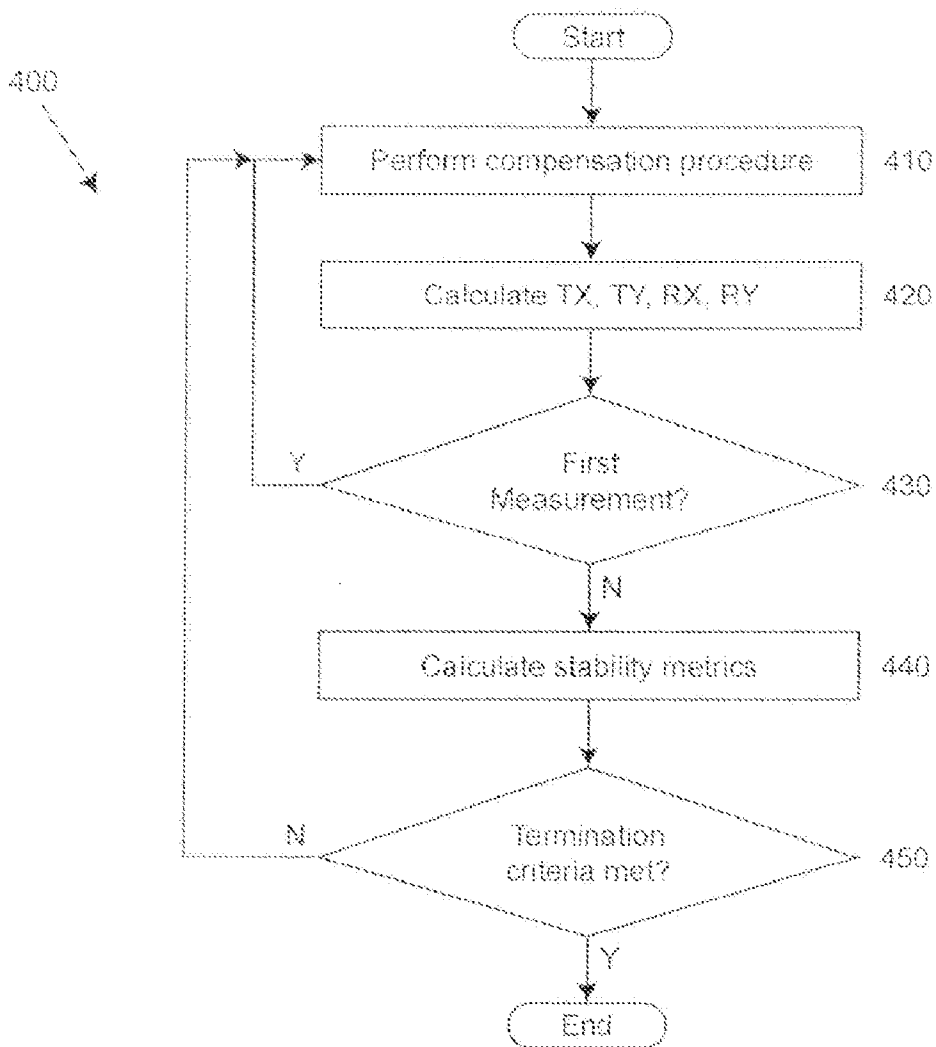 Start
400
Perform compensation procedure
410
Calculate TX, TY, RX, RY
420
Y
First
Measurement?
430
N
Calculate stability metrics
440
N
Termination
criteria met?
450
Y
End